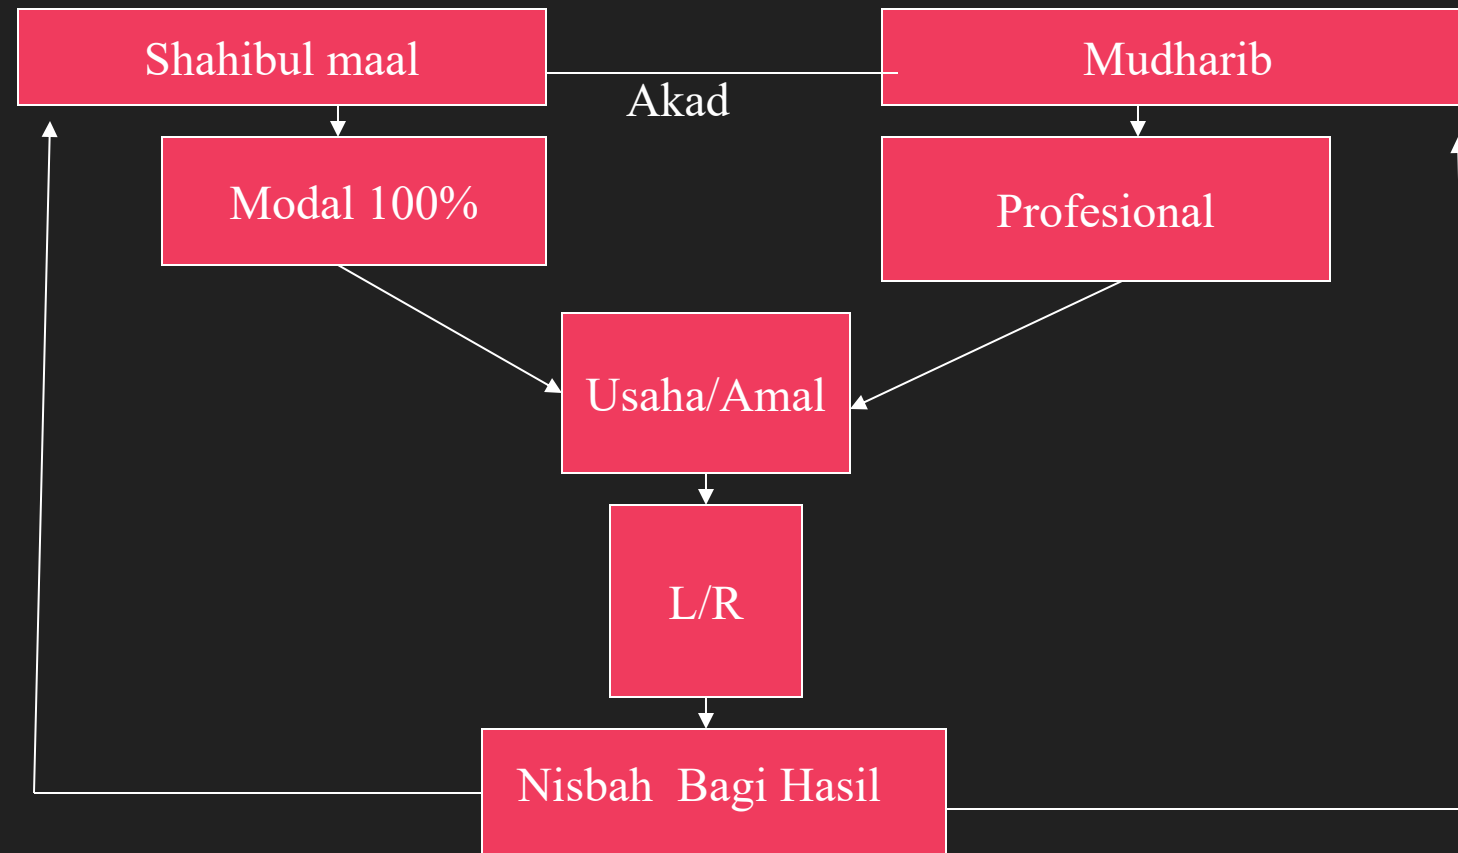 Shahibul maal
Mudharib
Akad
Modal 100%
Profesional
Usaha/Amal
L/R
Nisbah  Bagi Hasil